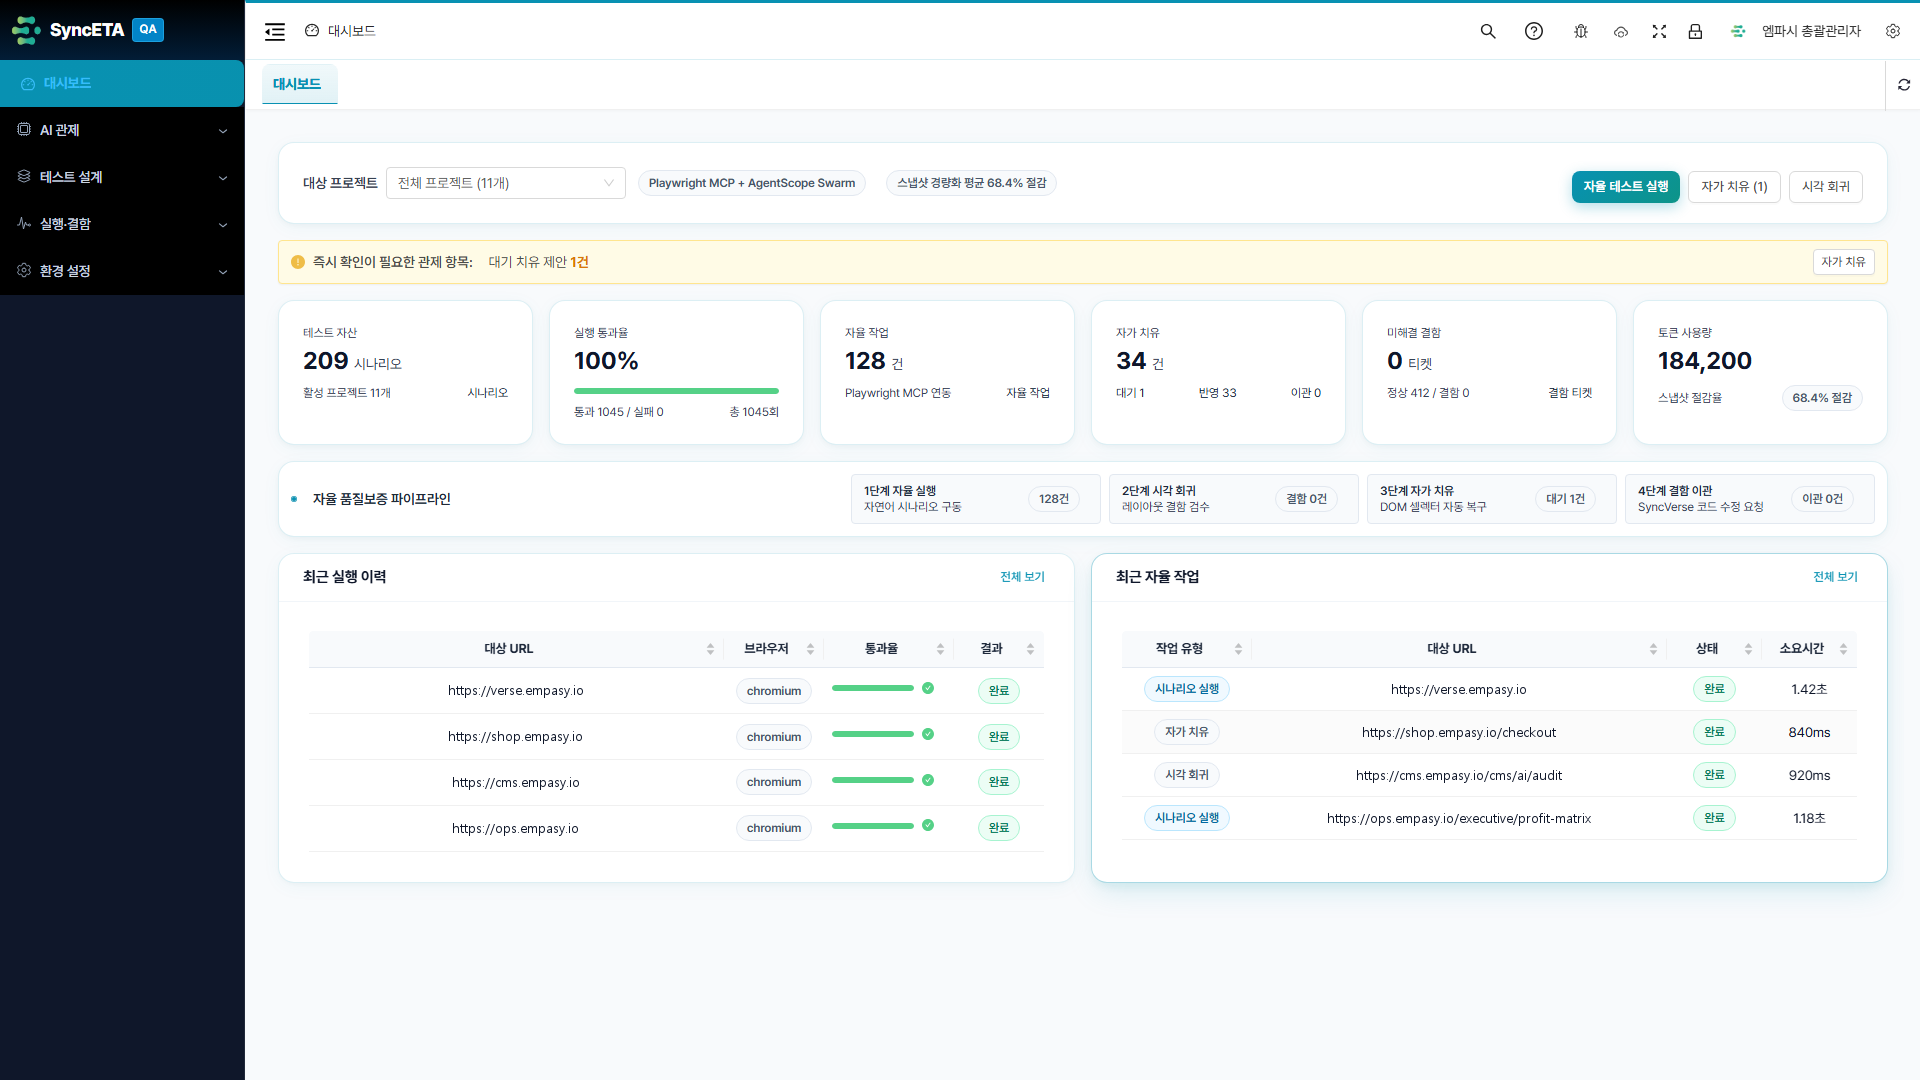 SyncETA QA
대시보드
AI 관제
테스트 설계
실행·결함
환경 설정
대시보드
엠파시 총괄관리자
대시보드
대상 프로젝트 전체 프로젝트 (11개) Playwright MCP + AgentScope Swarm 스냅샷 경량화 평균 68.4% 절감
자율 테스트 실행 자가 치유 (1) 시각 회귀
즉시 확인이 필요한 관제 항목: 대기 치유 제안 1건 자가 치유
테스트 자산
209 시나리오
활성 프로젝트 11개 시나리오
실행 통과율
100%
통과 1045 / 실패 0 총 1045회
자율 작업
128 건
Playwright MCP 연동 자율 작업
자가 치유
34 건
대기 1 반영 33 이관 0
미해결 결함
0 티켓
정상 412 / 결함 0 결함 티켓
토큰 사용량
184,200
스냅샷 절감율 68.4% 절감
자율 품질보증 파이프라인
1단계 자율 실행
자연어 시나리오 구동
128건
2단계 시각 회귀
레이아웃 결함 검수
결함 0건
3단계 자가 치유
DOM 셀렉터 자동 복구
대기 1건
4단계 결함 이관
SyncVerse 코드 수정 요청
이관 0건
최근 실행 이력 전체 보기
대상 URL 브라우저 통과율 결과
https://verse.empasy.io chromium 완료
https://shop.empasy.io chromium 완료
https://cms.empasy.io chromium 완료
https://ops.empasy.io chromium 완료
최근 자율 작업 전체 보기
작업 유형 대상 URL 상태 소요시간
시나리오 실행 https://verse.empasy.io 완료 1.42초
자가 치유 https://shop.empasy.io/checkout 완료 840ms
시각 회귀 https://cms.empasy.io/cms/ai/audit 완료 920ms
시나리오 실행 https://ops.empasy.io/executive/profit-matrix 완료 1.18초